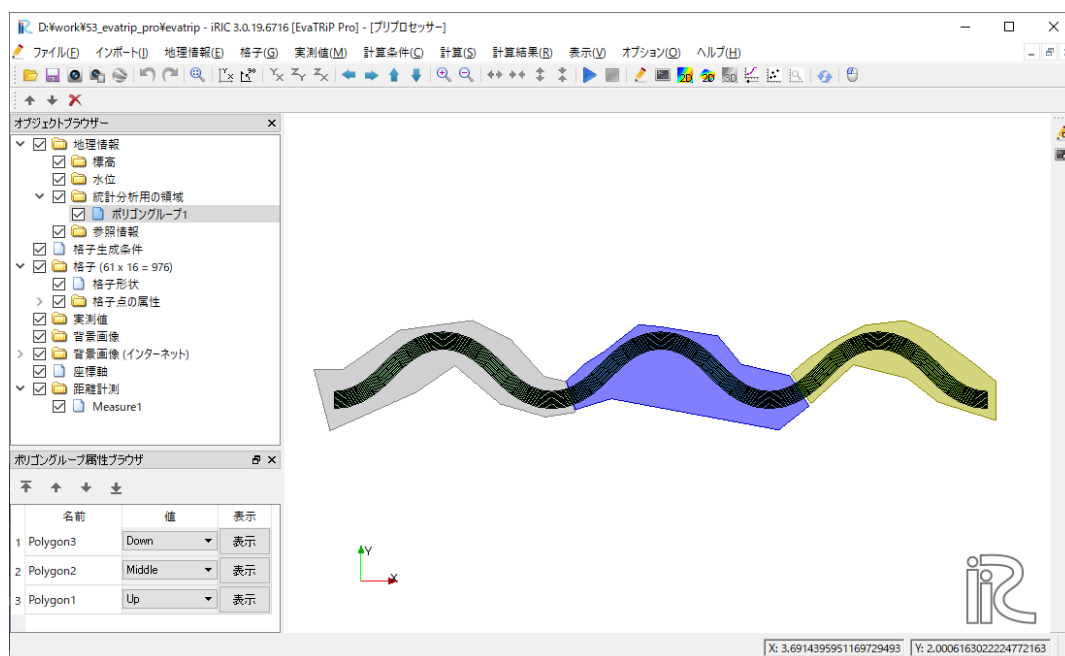 D:¥work¥53_evatrip_pro¥evatrip - iRIC 3.0.19.6716 [EvaTRiP Pro] - [プリプロセッサー]
ファイル(F) インポート(I) 地理情報(E) 格子(G) 実測値(M) 計算条件(C) 計算(S) 計算結果(R) 表示(V) オプション(O) ヘルプ(H)
オブジェクトブラウザー
地理情報
標高
水位
統計分析用の領域
ポリゴングループ1
参照情報
格子生成条件
格子 (61 x 16 = 976)
格子形状
格子点の属性
実測値
背景画像
背景画像 (インターネット)
座標軸
距離計測
Measure1
ポリゴングループ属性ブラウザ
名前 値 表示
1 Polygon3 Down 表示
2 Polygon2 Middle 表示
3 Polygon1 Up 表示
Y
X
iRIC
X: 3.6914395951169729493 Y: 2.0006163022224772163